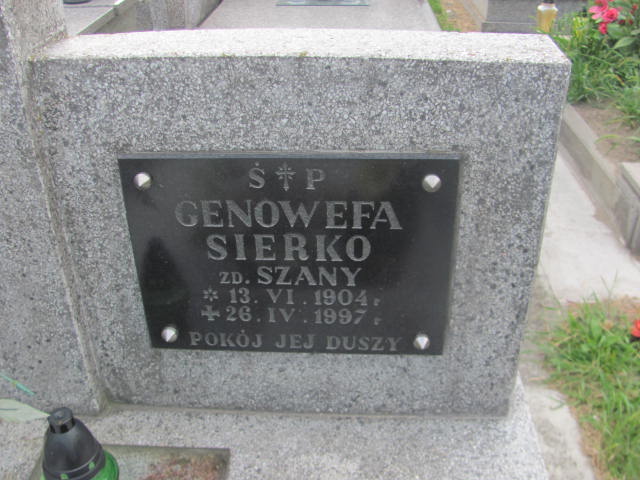 Ś✝P
GENOWEFA
SIERKO
ZD. SZANY
* 13. VI. 1904 r
✝ 26. IV. 1997 r
POKÓJ JEJ DUSZY